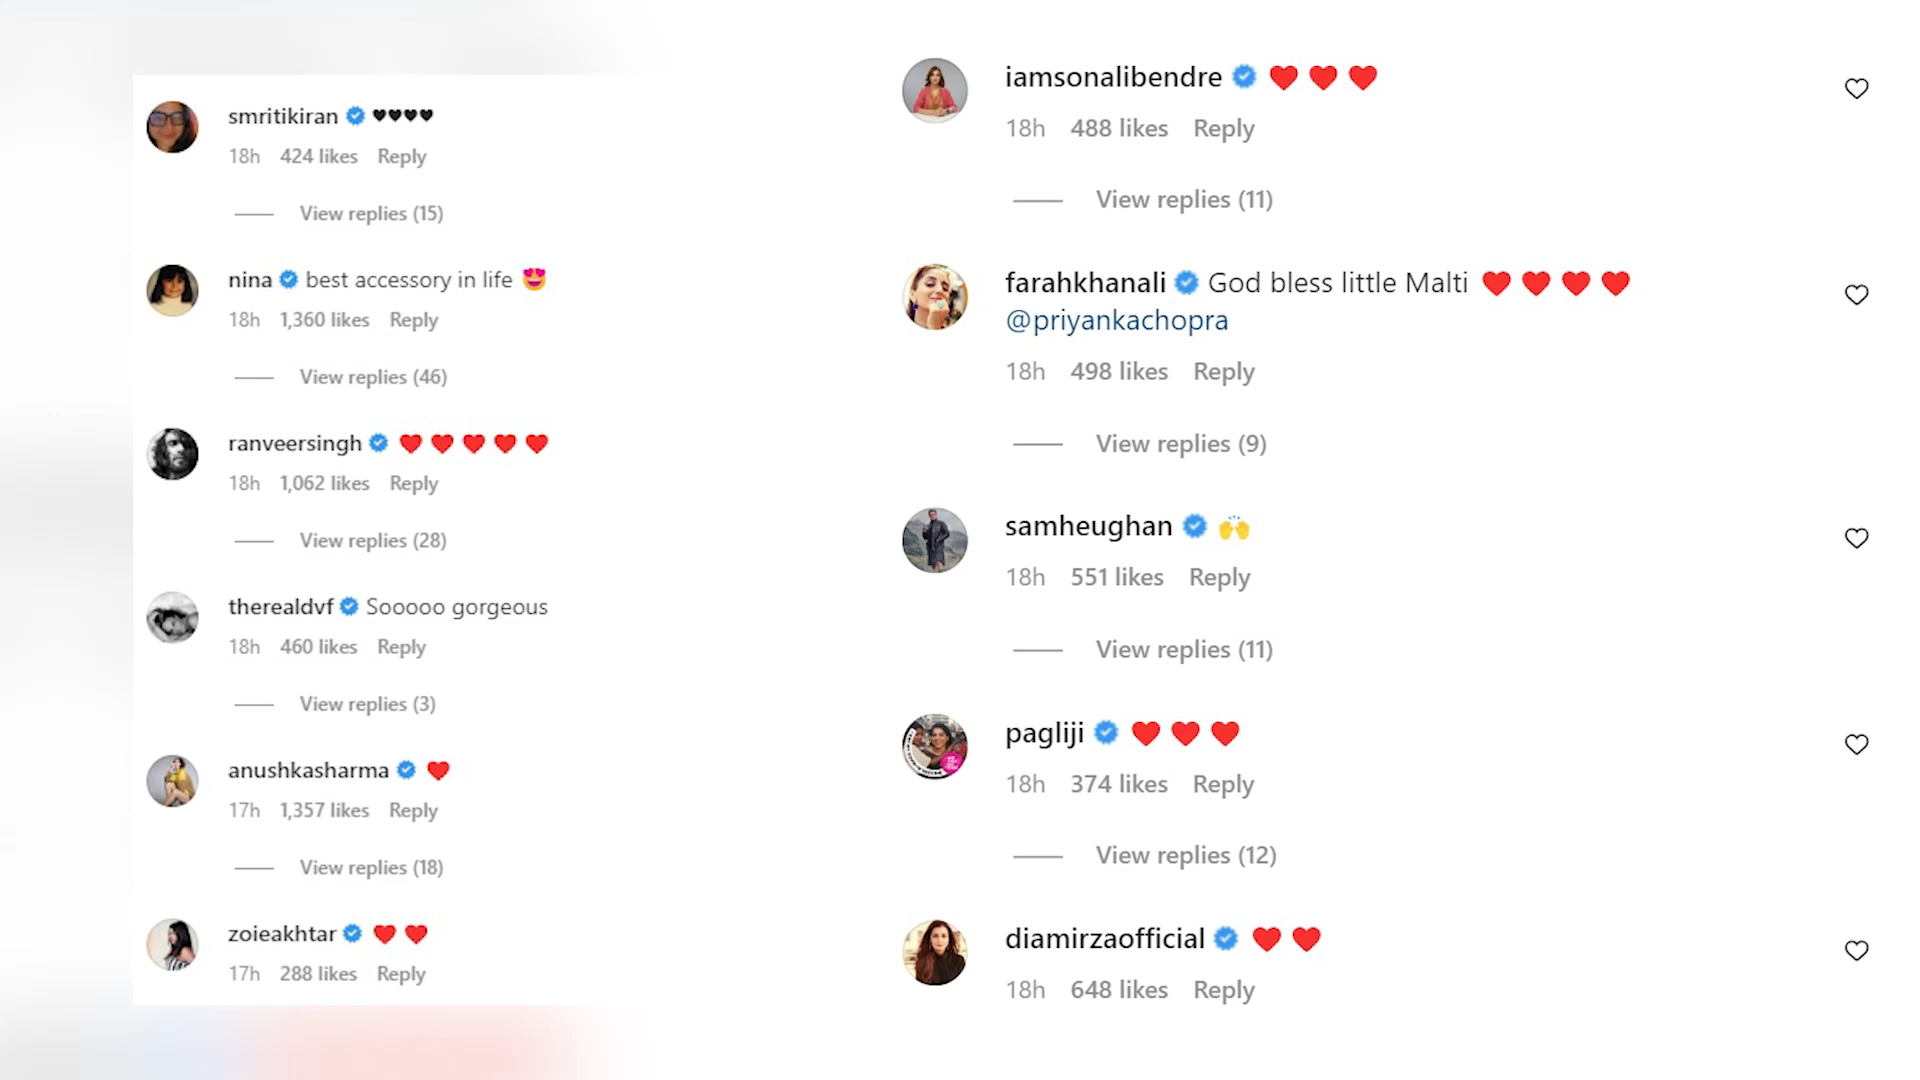 smritikiran 🖤🖤🖤🖤
18h 424 likes Reply
View replies (15)
nina best accessory in life 😍
18h 1,360 likes Reply
View replies (46)
ranveersingh ❤️ ❤️ ❤️ ❤️ ❤️
18h 1,062 likes Reply
View replies (28)
therealdvf Sooooo gorgeous
18h 460 likes Reply
View replies (3)
anushkasharma ❤️
17h 1,357 likes Reply
View replies (18)
zoieakhtar ❤️ ❤️
17h 288 likes Reply
iamsonalibendre ❤️ ❤️ ❤️
18h 488 likes Reply
View replies (11)
farahkhanali God bless little Malti ❤️ ❤️ ❤️ ❤️
@priyankachopra
18h 498 likes Reply
View replies (9)
samheughan 🙌
18h 551 likes Reply
View replies (11)
pagliji ❤️ ❤️ ❤️
18h 374 likes Reply
View replies (12)
diamirzaofficial ❤️ ❤️
18h 648 likes Reply